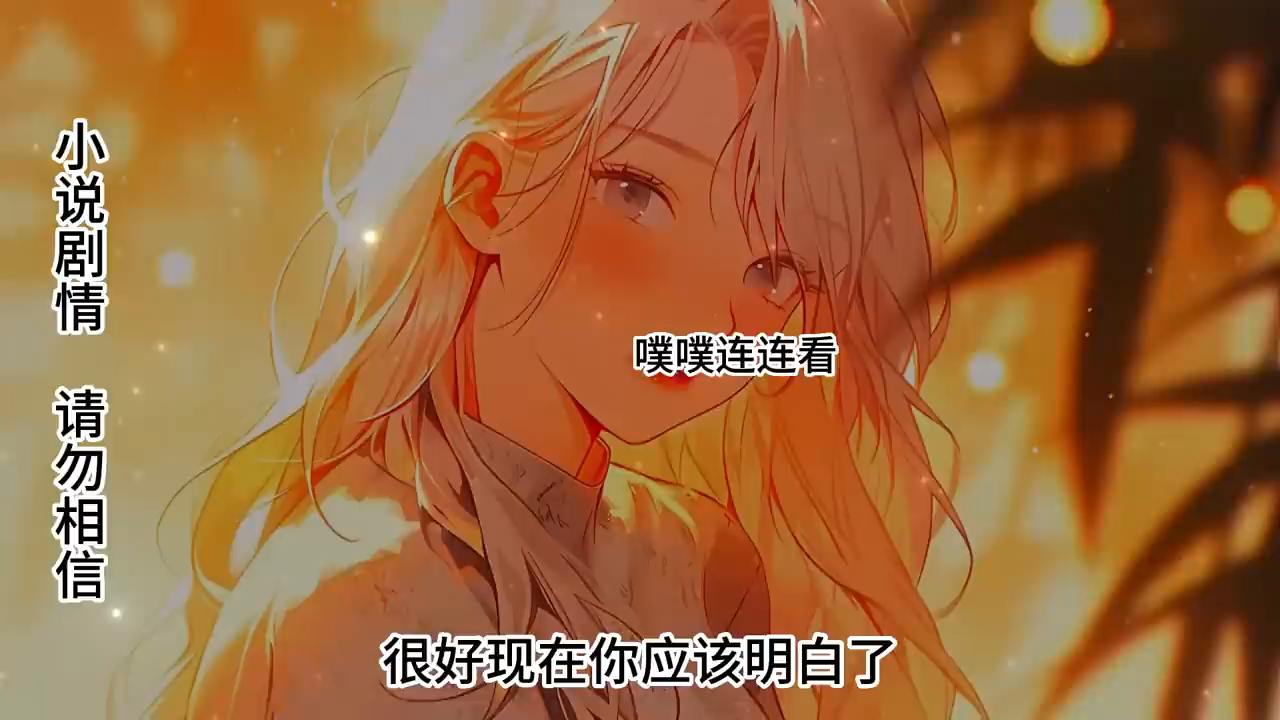 小说剧情 请勿相信
噗噗连连看
很好现在你应该明白了